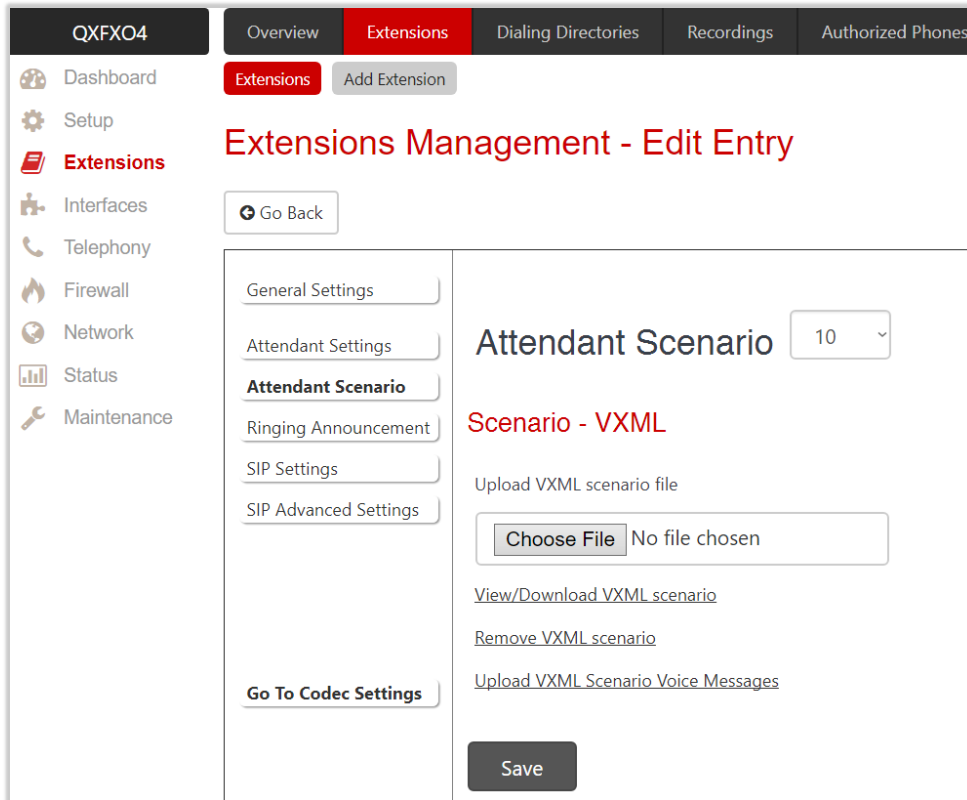 QXFXO4
Overview Extensions Dialing Directories Recordings Authorized Phones
Dashboard
Setup
Extensions
Interfaces
Telephony
Firewall
Network
Status
Maintenance
Extensions Add Extension
Extensions Management - Edit Entry
Go Back
General Settings
Attendant Settings
Attendant Scenario
Ringing Announcement
SIP Settings
SIP Advanced Settings
Go To Codec Settings
Attendant Scenario 10
Scenario - VXML
Upload VXML scenario file
Choose File No file chosen
View/Download VXML scenario
Remove VXML scenario
Upload VXML Scenario Voice Messages
Save